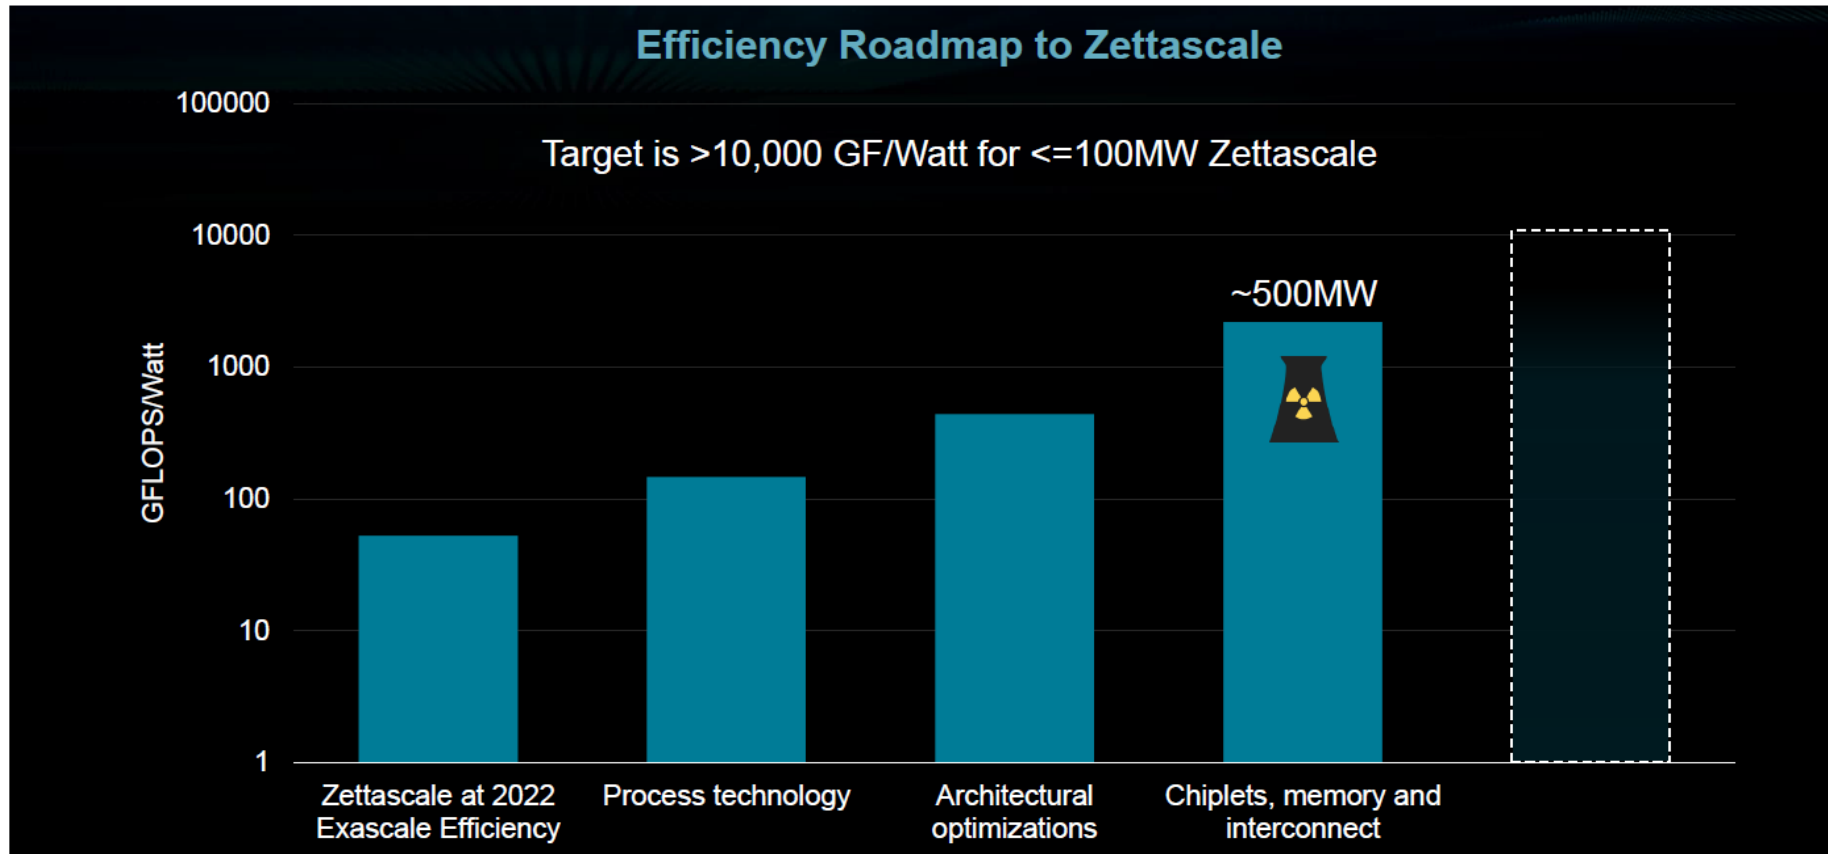 Efficiency Roadmap to Zettascale
100000
Target is >10,000 GF/Watt for <=100MW Zettascale
10000
~500MW
1000
GFLOPS/Watt
100
10
1
Zettascale at 2022
Exascale Efficiency
Process technology
Architectural
optimizations
Chiplets, memory and
interconnect